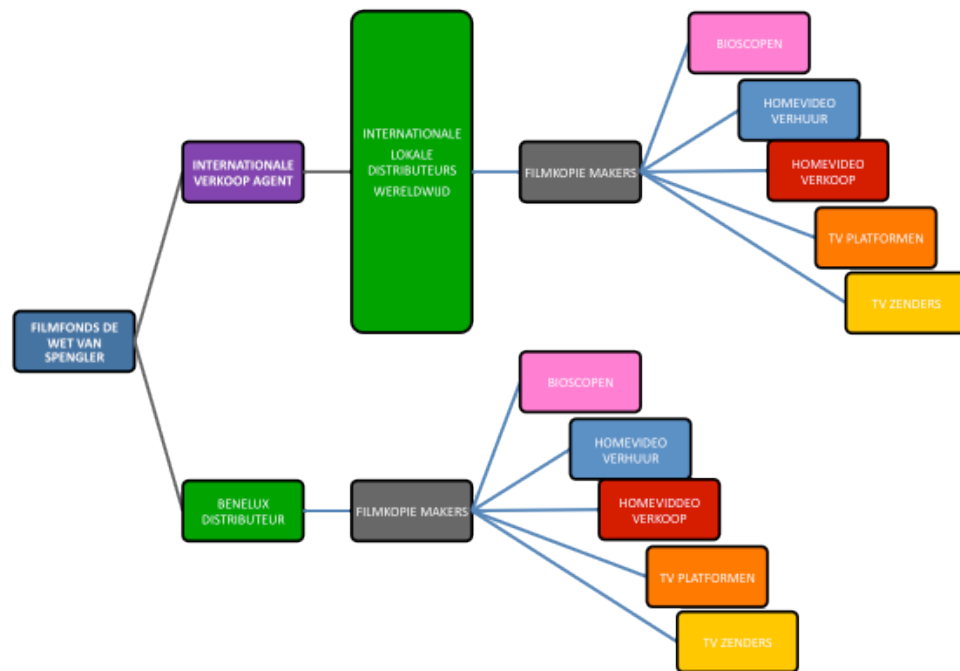 BIOSCOPEN
HOMEVIDEO
VERHUUR
HOMEVIDEO
VERKOOP
TV PLATFORMEN
TV ZENDERS
INTERNATIONALE
LOKALE
DISTRIBUTEURS
WERELDWIJD
INTERNATIONALE
VERKOOP AGENT
FILMKOPIE MAKERS
FILMFONDS DE
WET VAN
SPENGLER
BIOSCOPEN
HOMEVIDEO
VERHUUR
HOMEVIDDEO
VERKOOP
TV PLATFORMEN
TV ZENDERS
BENELUX
DISTRIBUTEUR
FILMKOPIE MAKERS